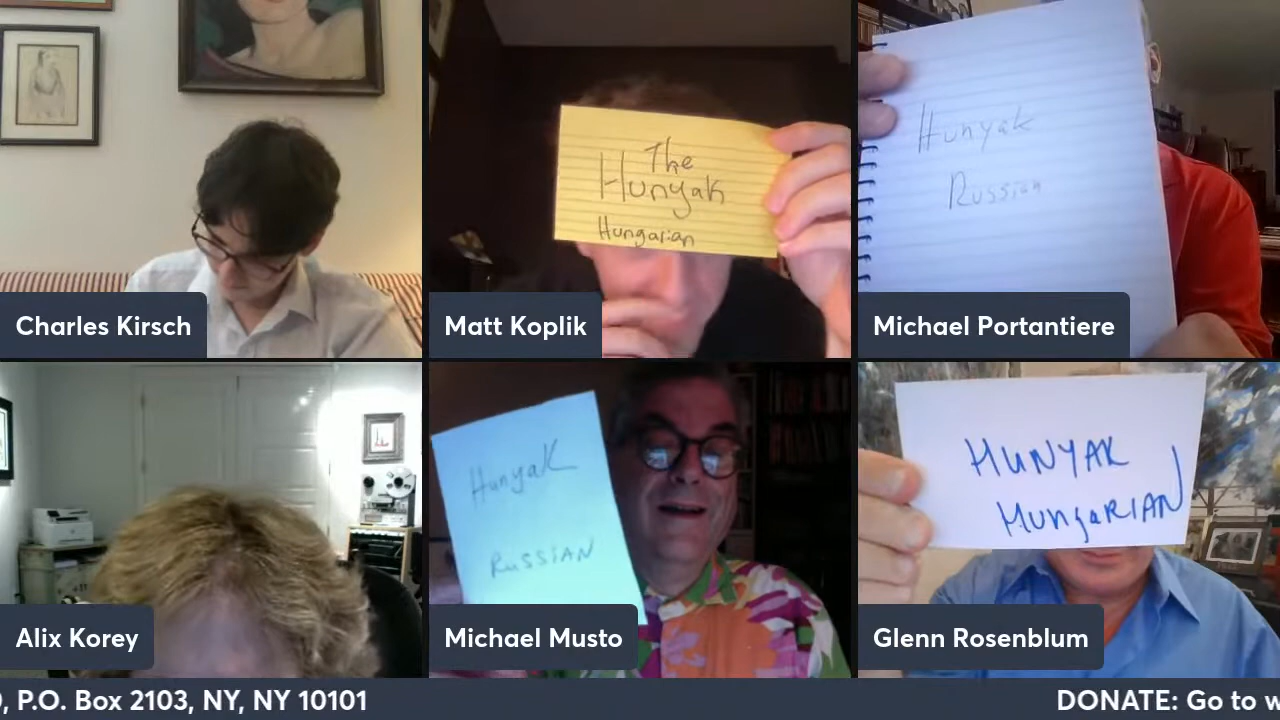 The
Hunyak
Hungarian
Hunyak
Russian
Charles Kirsch
Matt Koplik
Michael Portantiere
Hunyak
RUSSIAN
HUNYAK
HUNgARIAN
Alix Korey
Michael Musto
Glenn Rosenblum
, P.O. Box 2103, NY, NY 10101
DONATE: Go to w